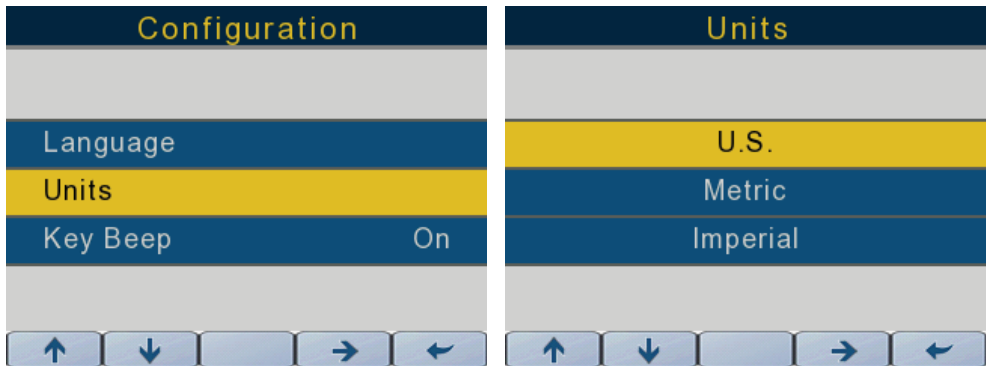 Configuration
Language
Units
Key Beep On
Units
U.S.
Metric
Imperial